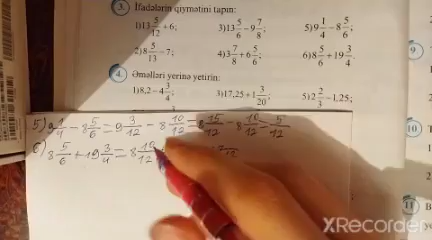 3. İfadələrin qiymətini tapın:
1) 13 5/12 + 6; 3) 13 5/6 − 9 7/8; 5) 9 1/4 − 8 5/6;
2) 8 5/13 − 7; 4) 3 7/8 + 6 5/6; 6) 8 5/6 + 19 3/4.
4. Əməlləri yerinə yetirin:
1) 8,2 − 4 3/4; 3) 17,25 + 1 3/20; 5) 2 2/3 − 1,25;
5) 9 1/4 − 8 5/6 = 9 3/12 − 8 10/12 = 8 15/12 − 8 10/12 = 5/12
6) 8 5/6 + 19 3/4 = 8 10/12
9.
10
11 B
XRecorder